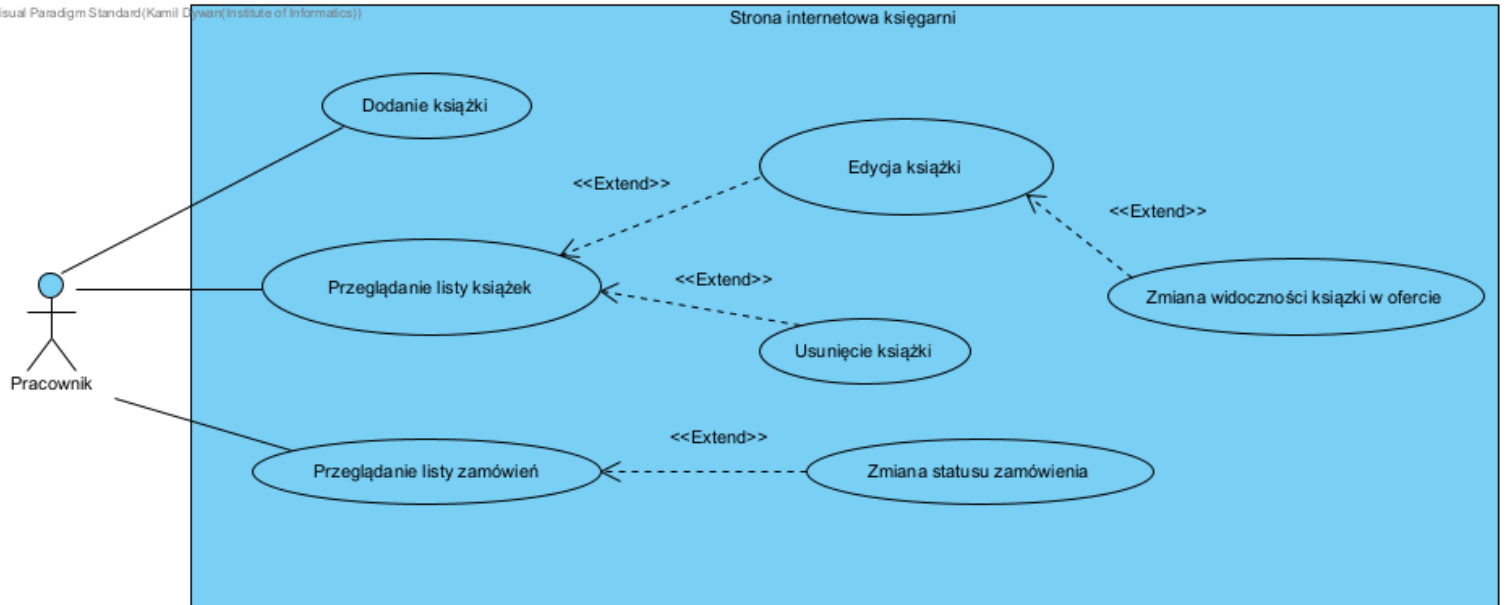 isual Paradigm Standard(Kamil Dywan(Institute of Informatics))
Strona internetowa księgarni
Dodanie książki
Edycja książki
<<Extend>>
<<Extend>>
Przeglądanie listy książek
<<Extend>>
Zmiana widoczności ksiązki w ofercie
Usunięcie książki
Pracownik
<<Extend>>
Przeglądanie listy zamówień
Zmiana statusu zamówienia